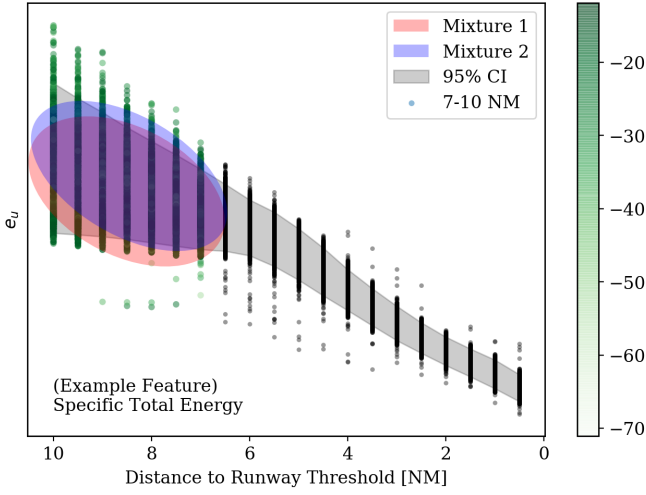 Mixture 1
Mixture 2
95% CI
7-10 NM
e_u
(Example Feature)
Specific Total Energy
10 8 6 4 2 0
Distance to Runway Threshold [NM]
−20
−30
−40
−50
−60
−70